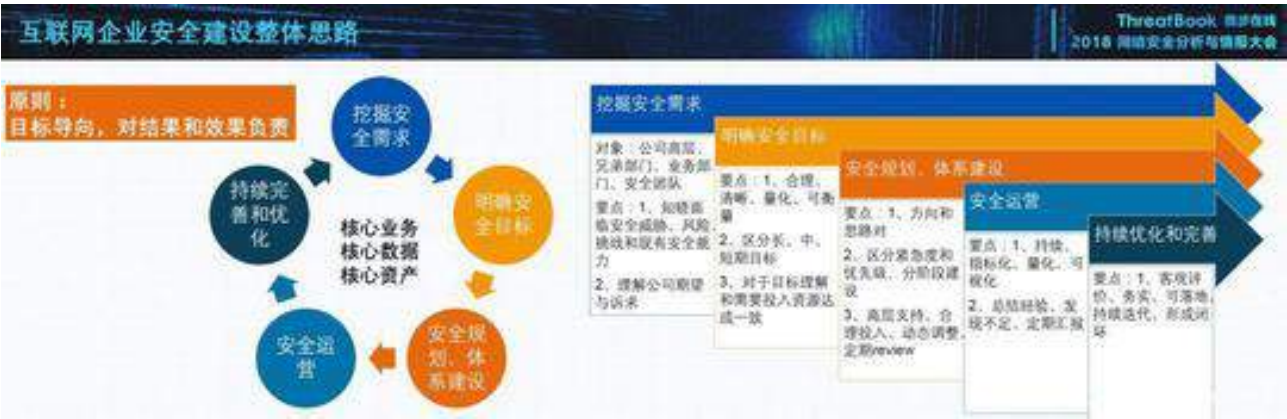 互联网企业安全建设整体思路
ThreatBook 微步在线
2018 网络安全分析与情报大会
原则：
目标导向，对结果和效果负责
挖掘安
全需求
明确安
全目标
安全规
划、体
系建设
安全运
营
持续完
善和优
化
核心业务
核心数据
核心资产
挖掘安全需求
对象：公司高层、
兄弟部门、业务部
门、安全团队
要点：1、知晓面
临安全威胁、风险、
挑战和现有安全能
力
2、理解公司期望
与诉求
明确安全目标
要点：1、合理、
清晰、量化、可衡
量
2、区分长、中、
短期目标
3、对于目标理解
和需要投入资源达
成一致
安全规划、体系建设
要点：1、方向和
思路对
2、区分紧急度和
优先级、分阶段建
设
3、高层支持、合
理投入、动态调整、
定期review
安全运营
要点：1、持续、
指标化、量化、可
视化
2、总结经验、发
现不足、定期汇报
持续优化和完善
要点：1、客观评
价、务实、可落地、
持续迭代、形成闭
环